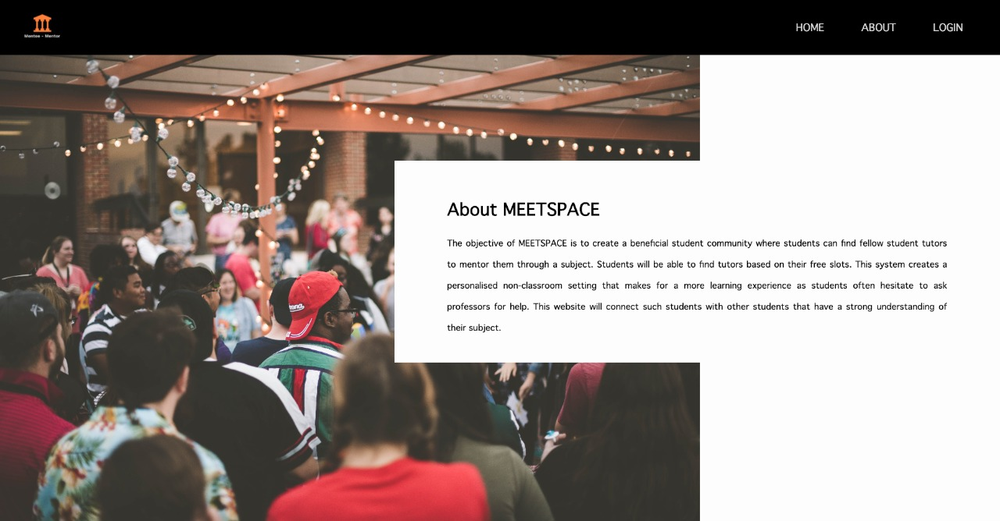 Mentee - Mentor
HOME ABOUT LOGIN
About MEETSPACE
The objective of MEETSPACE is to create a beneficial student community where students can find fellow student tutors
to mentor them through a subject. Students will be able to find tutors based on their free slots. This system creates a
personalised non-classroom setting that makes for a more learning experience as students often hesitate to ask
professors for help. This website will connect such students with other students that have a strong understanding of
their subject.